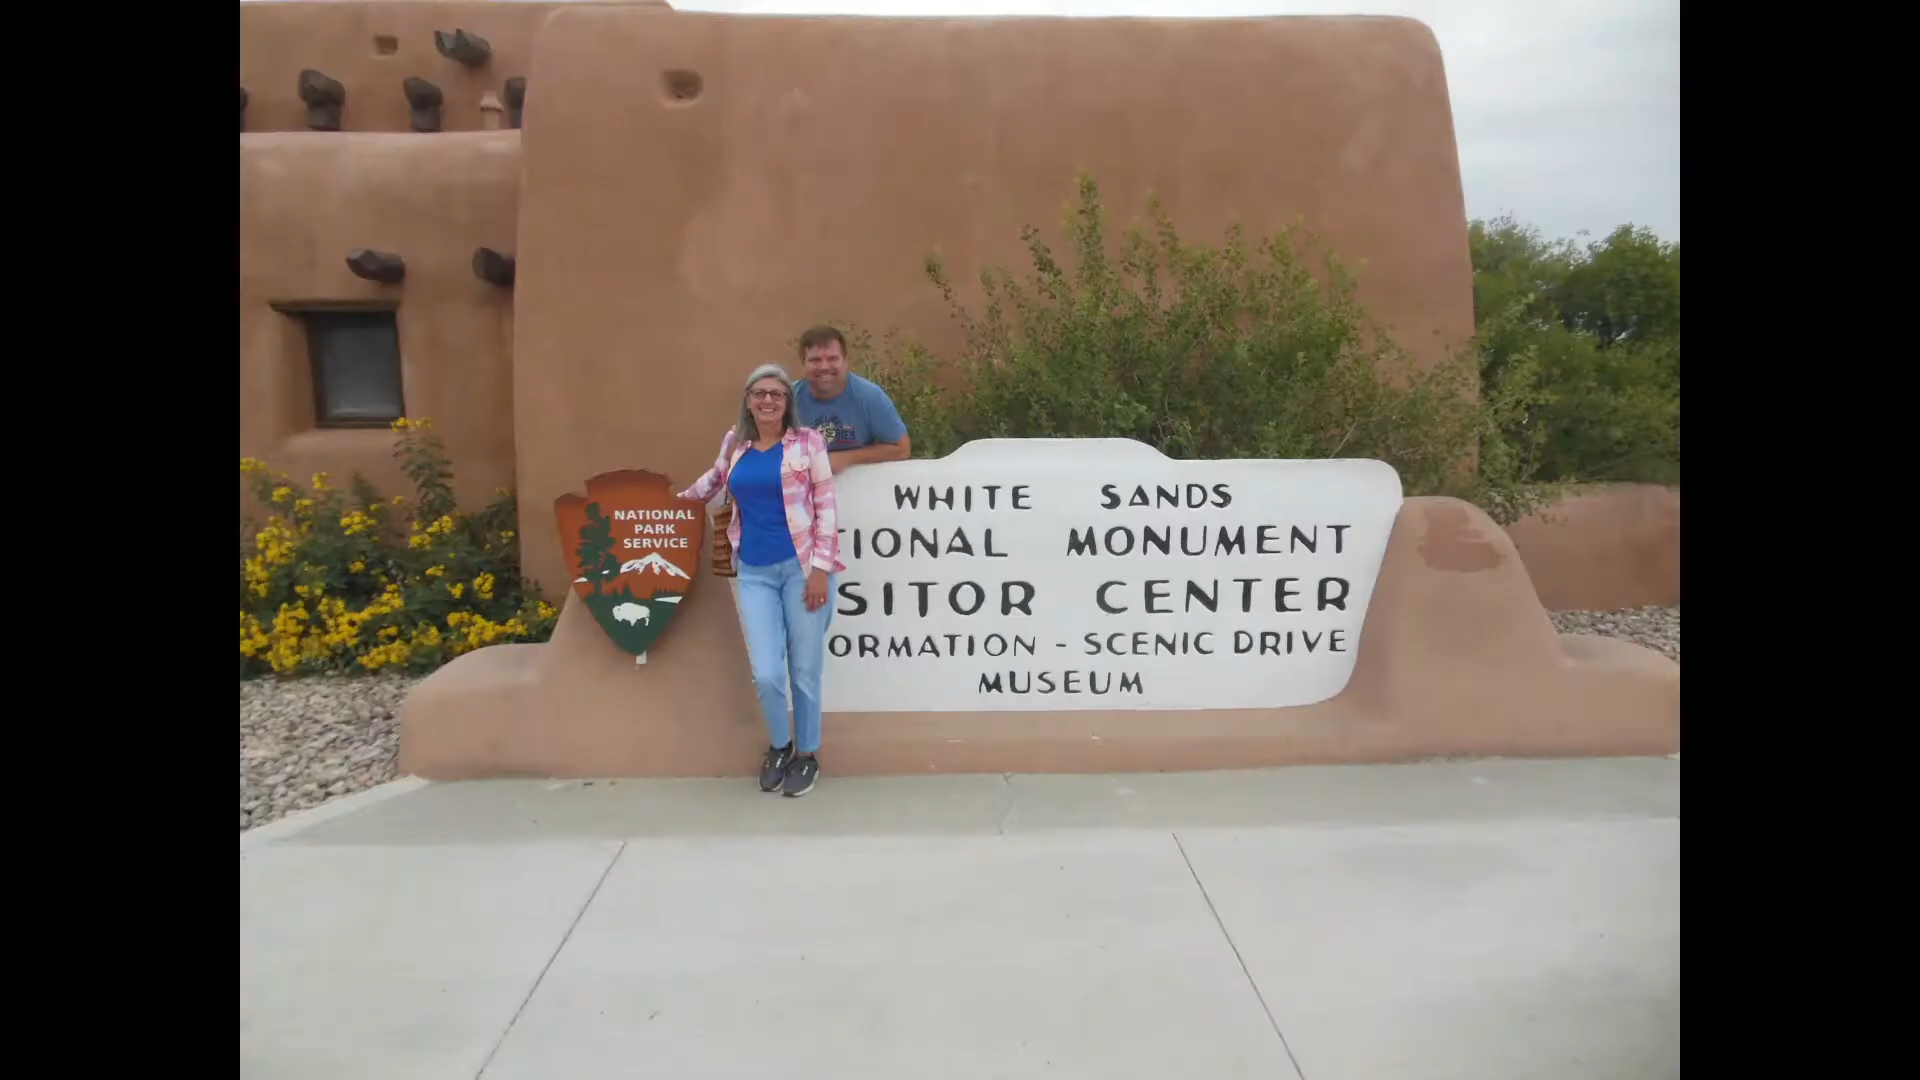 NATIONAL
PARK
SERVICE
WHITE SANDS
TIONAL MONUMENT
SITOR CENTER
ORMATION - SCENIC DRIVE
MUSEUM